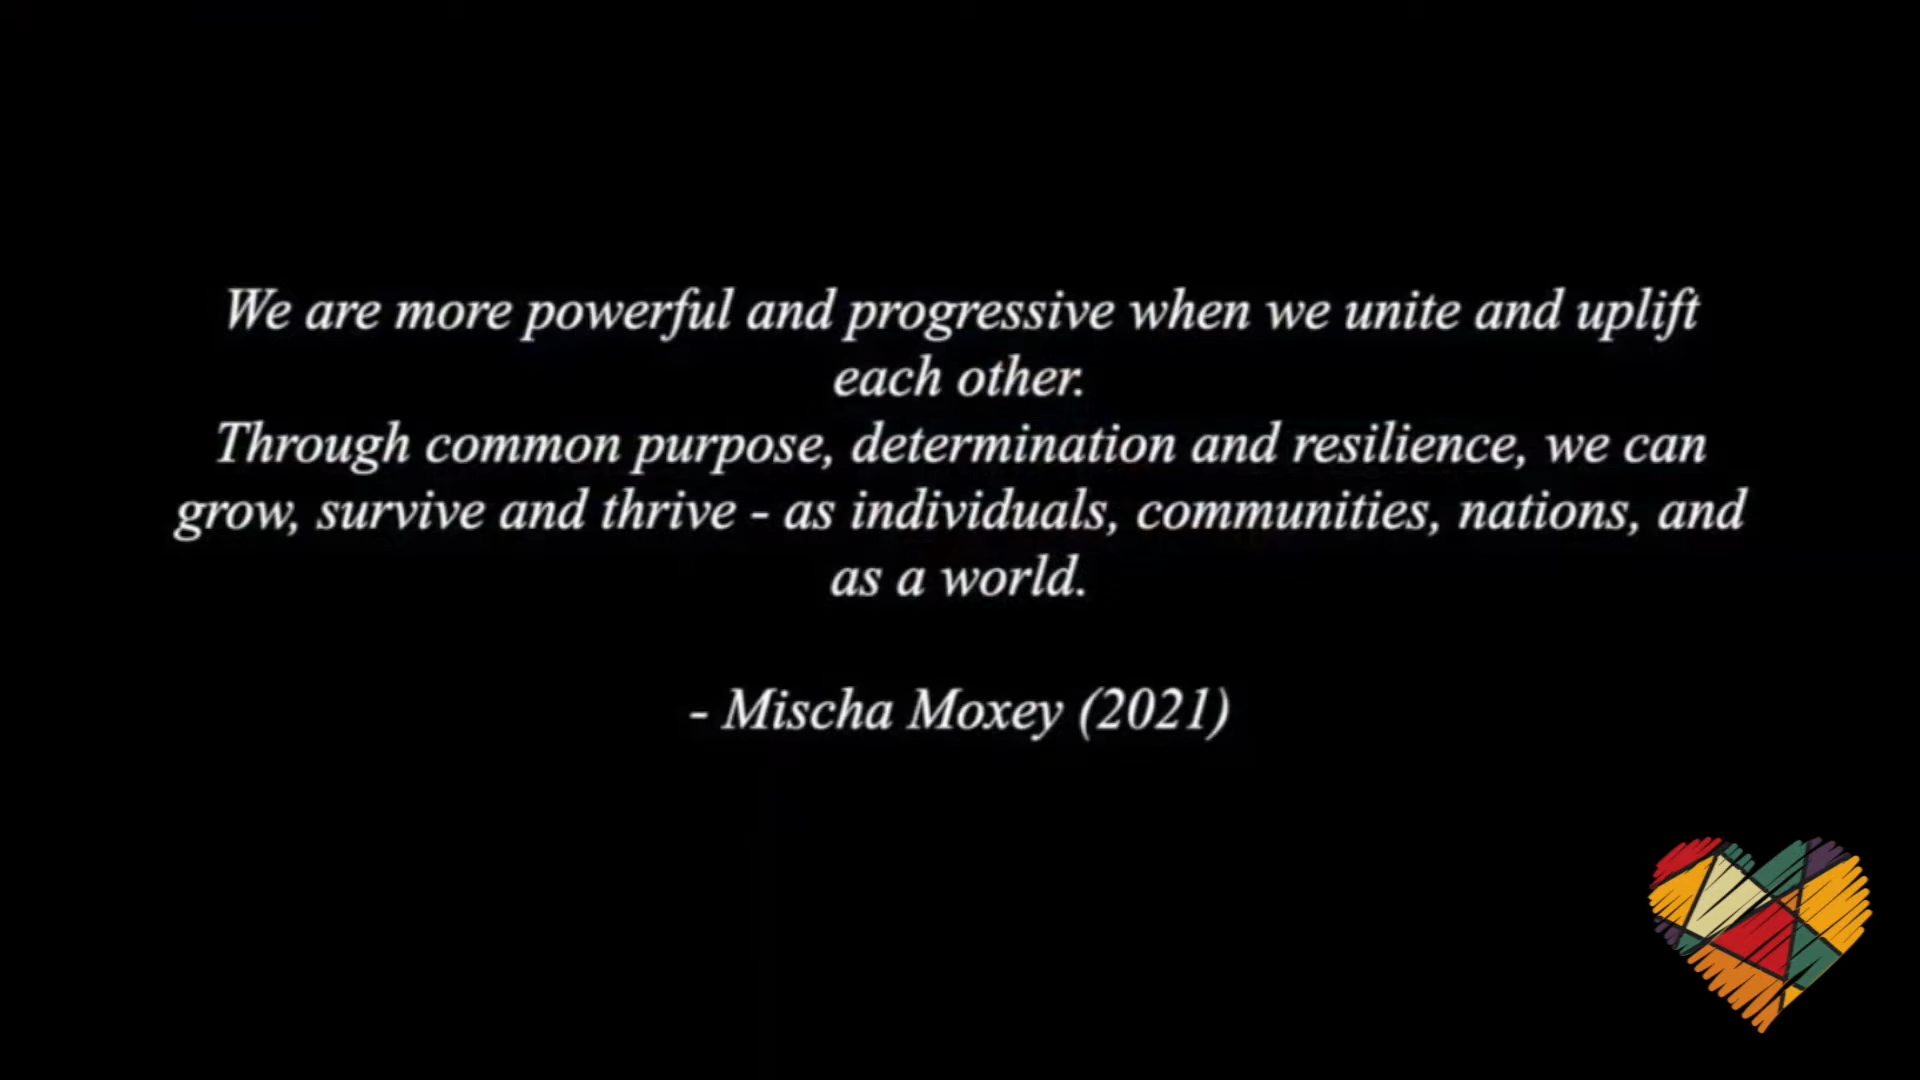 We are more powerful and progressive when we unite and uplift
each other.
Through common purpose, determination and resilience, we can
grow, survive and thrive - as individuals, communities, nations, and
as a world.
- Mischa Moxey (2021)